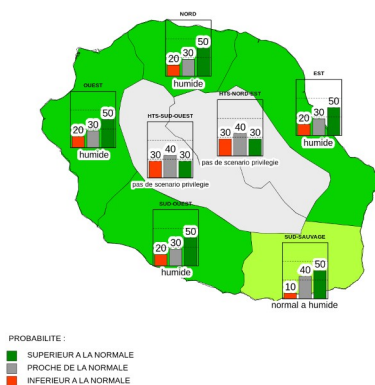 NORD
20 30 50
humide
OUEST
20 30 50
humide
EST
20 30 50
humide
HTS-NORD EST
30 40 30
pas de scenario privilegie
HTS-SUD-OUEST
30 40 30
pas de scenario privilegie
SUD-OUEST
20 30 50
humide
SUD-SAUVAGE
10 40 50
normal a humide
PROBABILITE :
SUPERIEUR A LA NORMALE
PROCHE DE LA NORMALE
INFERIEUR A LA NORMALE